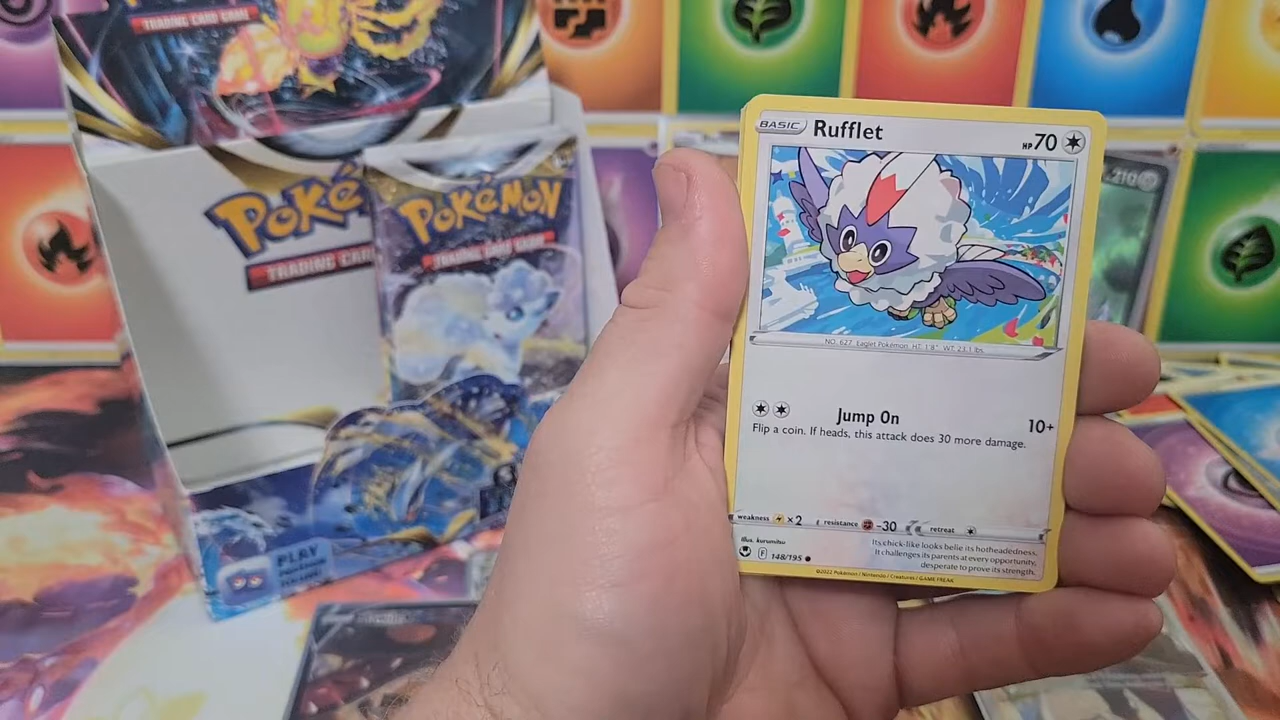 TRADING CARD GAME
POKéMON
TRADING CARD GAME
Poké
TRADING CAR
PLAY
BASIC Rufflet HP 70
NO. 627 Eaglet Pokémon HT: 1'8" WT: 23.1 lbs.
Jump On 10+
Flip a coin. If heads, this attack does 30 more damage.
weakness ×2 resistance -30 retreat
illus. kurumitsu
F 148/195
Its chick-like looks belie its hotheadedness.
It challenges its parents at every opportunity,
desperate to prove its strength.
©2022 Pokémon / Nintendo / Creatures / GAME FREAK
210